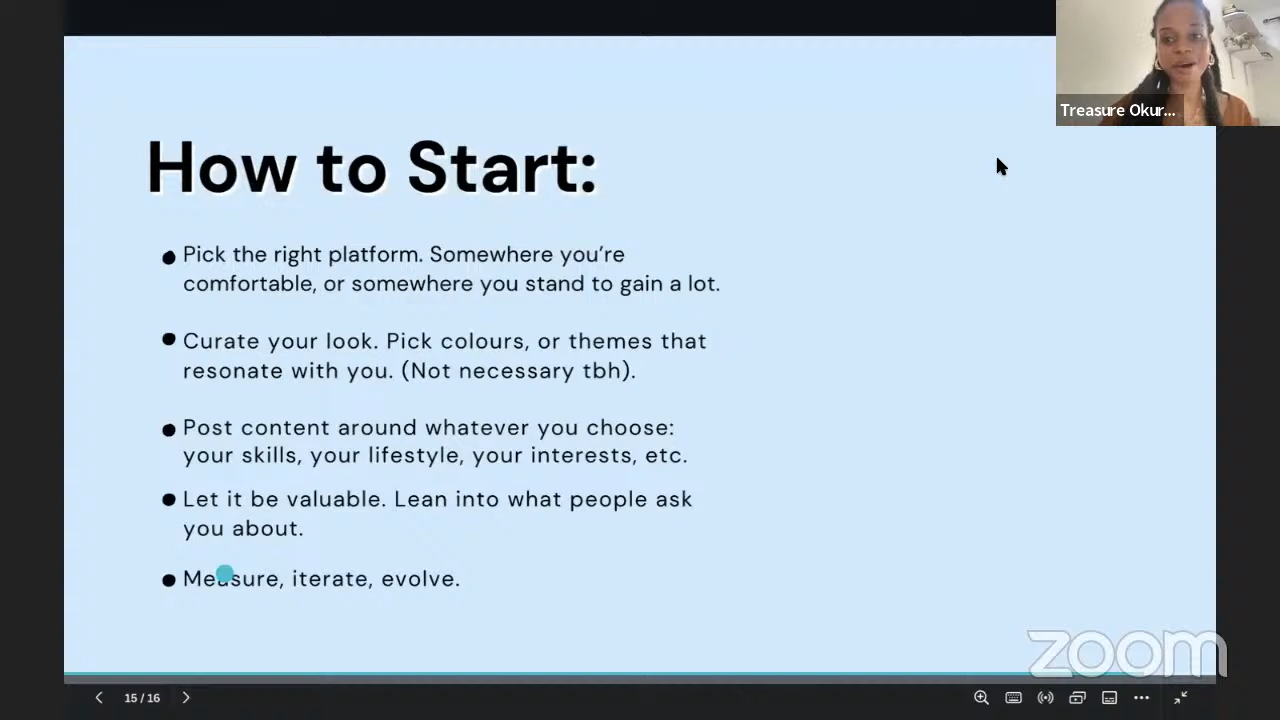 Treasure Okur...
How to Start:
Pick the right platform. Somewhere you're
comfortable, or somewhere you stand to gain a lot.
Curate your look. Pick colours, or themes that
resonate with you. (Not necessary tbh).
Post content around whatever you choose:
your skills, your lifestyle, your interests, etc.
Let it be valuable. Lean into what people ask
you about.
Measure, iterate, evolve.
zoom
15 / 16